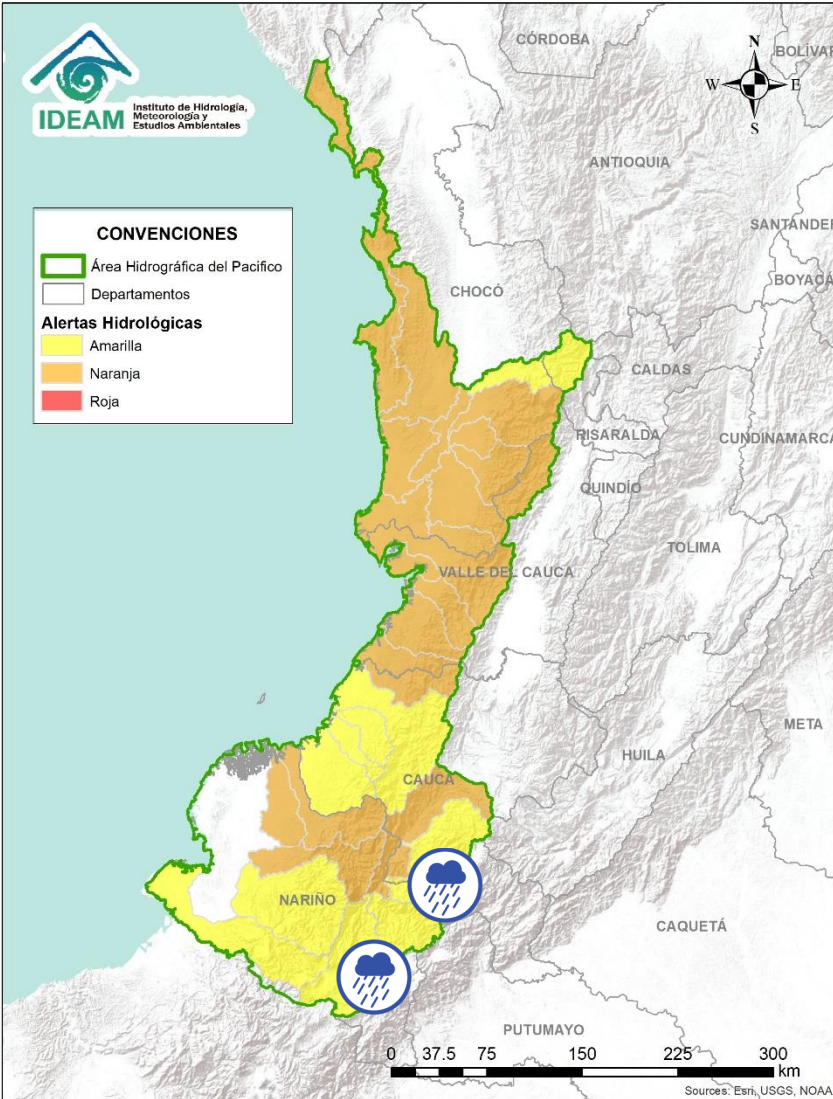 IDEAM
Instituto de Hidrología,
Meteorología y
Estudios Ambientales
CÓRDOBA
BOLÍVAR
N
W
E
S
ANTIOQUIA
SANTANDER
BOYACÁ
CONVENCIONES
Área Hidrográfica del Pacifico
Departamentos
Alertas Hidrológicas
Amarilla
Naranja
Roja
CHOCÓ
CALDAS
RISARALDA
CUNDINAMARCA
QUINDÍO
TOLIMA
VALLE DEL CAUCA
META
HUILA
CAUCA
NARIÑO
CAQUETÁ
PUTUMAYO
0 37.5 75 150 225 300
km
Sources: Esri, USGS, NOAA